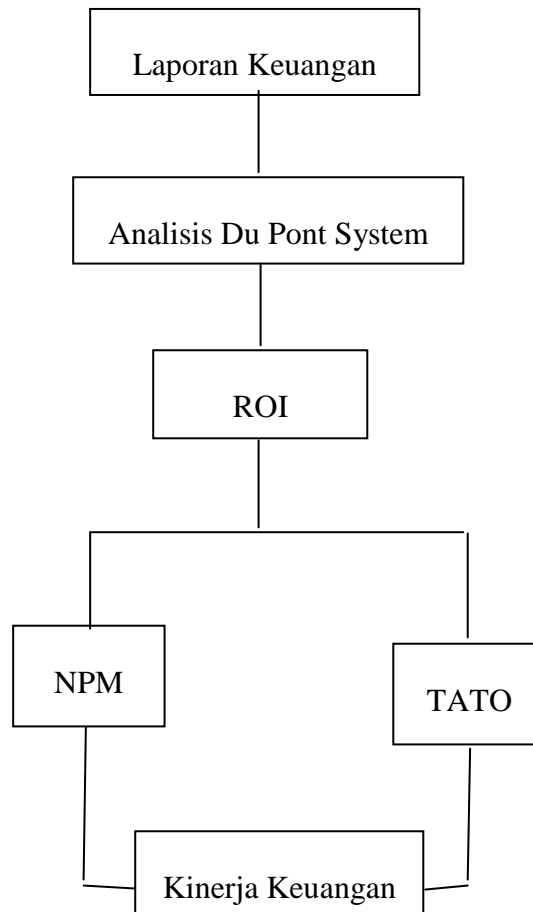 Laporan Keuangan
Analisis Du Pont System
ROI
NPM
TATO
Kinerja Keuangan